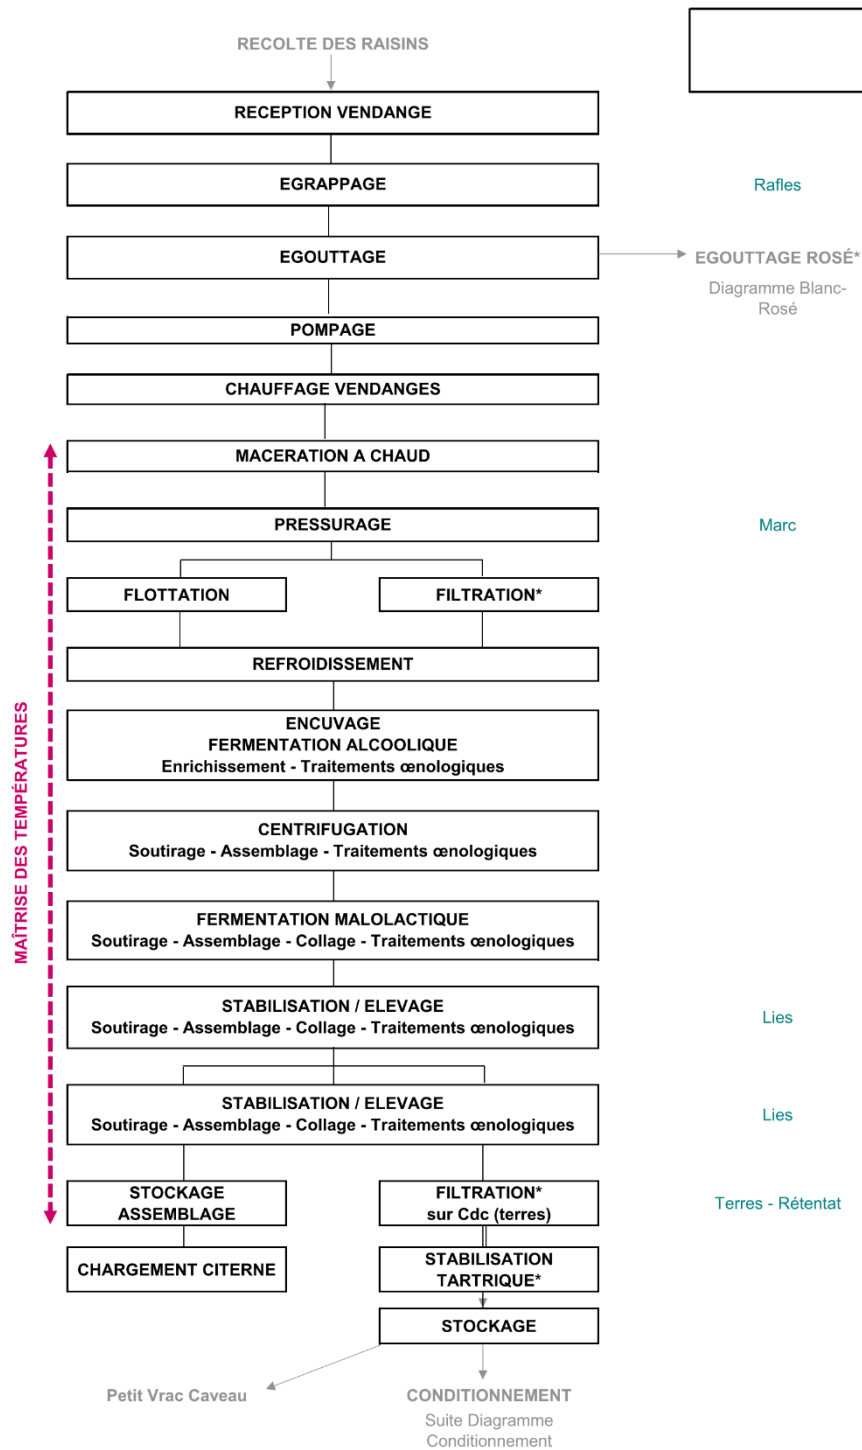 RECOLTE DES RAISINS
RECEPTION VENDANGE
EGRAPPAGE
Rafles
EGOUTTAGE
EGOUTTAGE ROSÉ*
Diagramme Blanc-
Rosé
POMPAGE
CHAUFFAGE VENDANGES
MACERATION A CHAUD
PRESSURAGE
Marc
FLOTTATION
FILTRATION*
REFROIDISSEMENT
MAÎTRISE DES TEMPÉRATURES
ENCUVAGE
FERMENTATION ALCOOLIQUE
Enrichissement - Traitements œnologiques
CENTRIFUGATION
Soutirage - Assemblage - Traitements œnologiques
FERMENTATION MALOLACTIQUE
Soutirage - Assemblage - Collage - Traitements œnologiques
STABILISATION / ELEVAGE
Soutirage - Assemblage - Collage - Traitements œnologiques
Lies
STABILISATION / ELEVAGE
Soutirage - Assemblage - Collage - Traitements œnologiques
Lies
STOCKAGE
ASSEMBLAGE
FILTRATION*
sur Cdc (terres)
Terres - Rétentat
CHARGEMENT CITERNE
STABILISATION
TARTRIQUE*
STOCKAGE
Petit Vrac Caveau
CONDITIONNEMENT
Suite Diagramme
Conditionnement